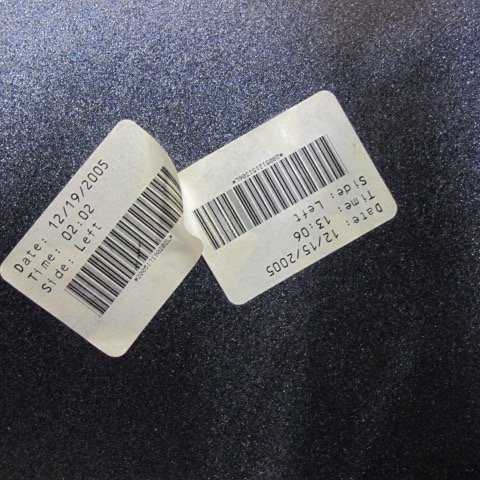 Date: 12/19/2005
Time: 02:02
Side: Left
Date: 12/15/2005
Time: 13:06
Side: Left